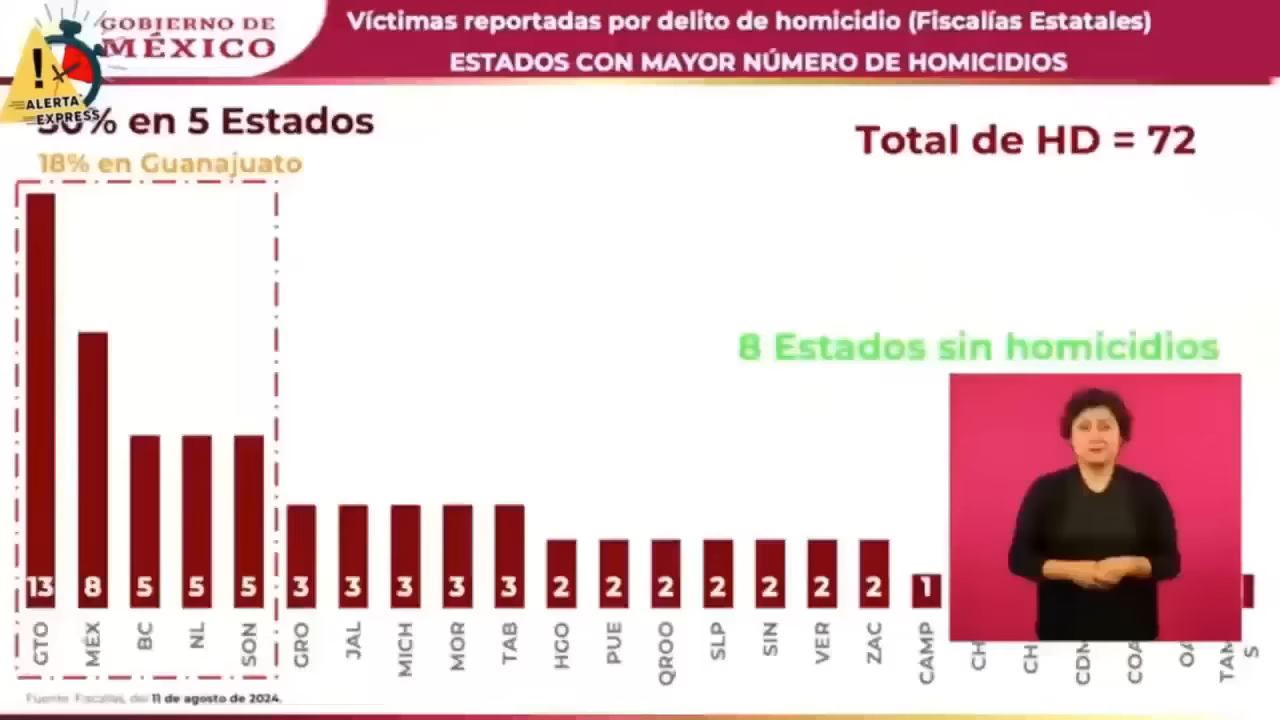 GOBIERNO DE
MÉXICO
ALERTA
EXPRESS
Víctimas reportadas por delito de homicidio (Fiscalías Estatales)
ESTADOS CON MAYOR NÚMERO DE HOMICIDIOS
50% en 5 Estados
18% en Guanajuato
Total de HD = 72
8 Estados sin homicidios
13 8 5 5 5 3 3 3 3 3 2 2 2 2 2 2 2 1
GTO MÉX BC NL SON GRO JAL MICH MOR TAB HGO PUE QROO SLP SIN VER ZAC CAMP CH CH CDM COA OA TAM S
Fuente: Fiscalías, del 11 de agosto de 2024.